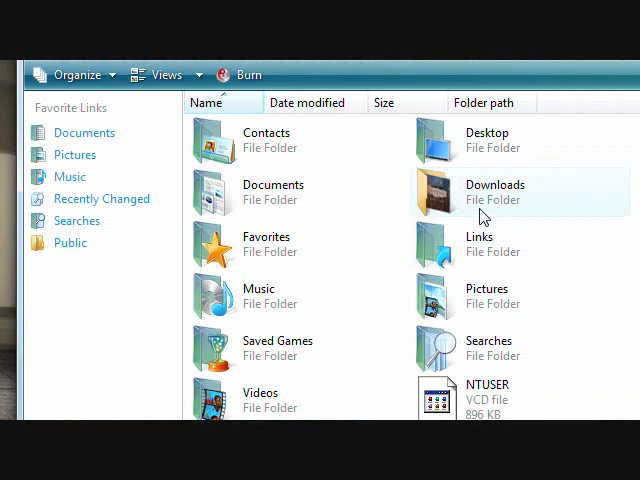 Organize Views Burn
Favorite Links
Documents
Pictures
Music
Recently Changed
Searches
Public
Name Date modified Size Folder path
Contacts
File Folder
Desktop
File Folder
Documents
File Folder
Downloads
File Folder
Favorites
File Folder
Links
File Folder
Music
File Folder
Pictures
File Folder
Saved Games
File Folder
Searches
File Folder
Videos
File Folder
NTUSER
VCD file
896 KB